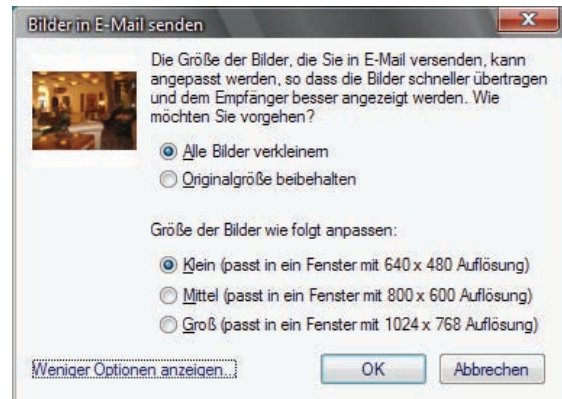 Bilder in E-Mail senden
Die Größe der Bilder, die Sie in E-Mail versenden, kann
angepasst werden, so dass die Bilder schneller übertragen
und dem Empfänger besser angezeigt werden. Wie
möchten Sie vorgehen?
Alle Bilder verkleinern
Originalgröße beibehalten
Größe der Bilder wie folgt anpassen:
Klein (passt in ein Fenster mit 640 x 480 Auflösung)
Mittel (passt in ein Fenster mit 800 x 600 Auflösung)
Groß (passt in ein Fenster mit 1024 x 768 Auflösung)
Weniger Optionen anzeigen...
OK
Abbrechen